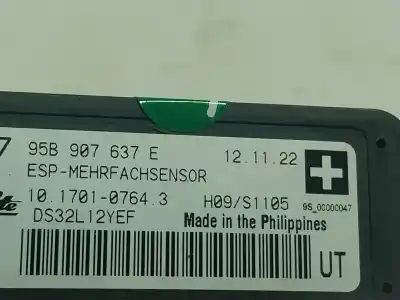 95B 907 637 E
12.11.22
ESP-MEHRFACHSENSOR
10.1701-0764.3
H09/S1105
9S_00000047
DS32L12YEF
Made in the Philippines
UT